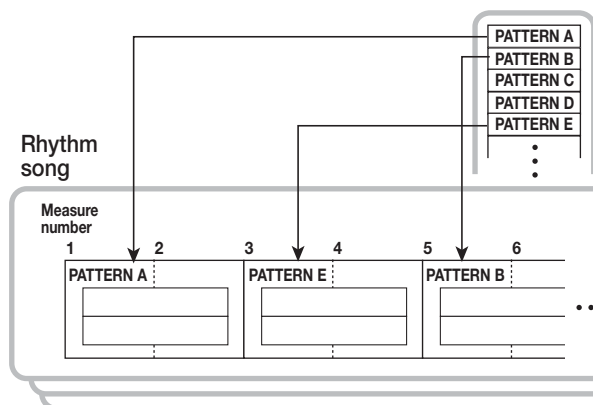 PATTERN A
PATTERN B
PATTERN C
PATTERN D
PATTERN E
Rhythm
song
Measure
number
1 2 3 4 5 6
PATTERN A PATTERN E PATTERN B